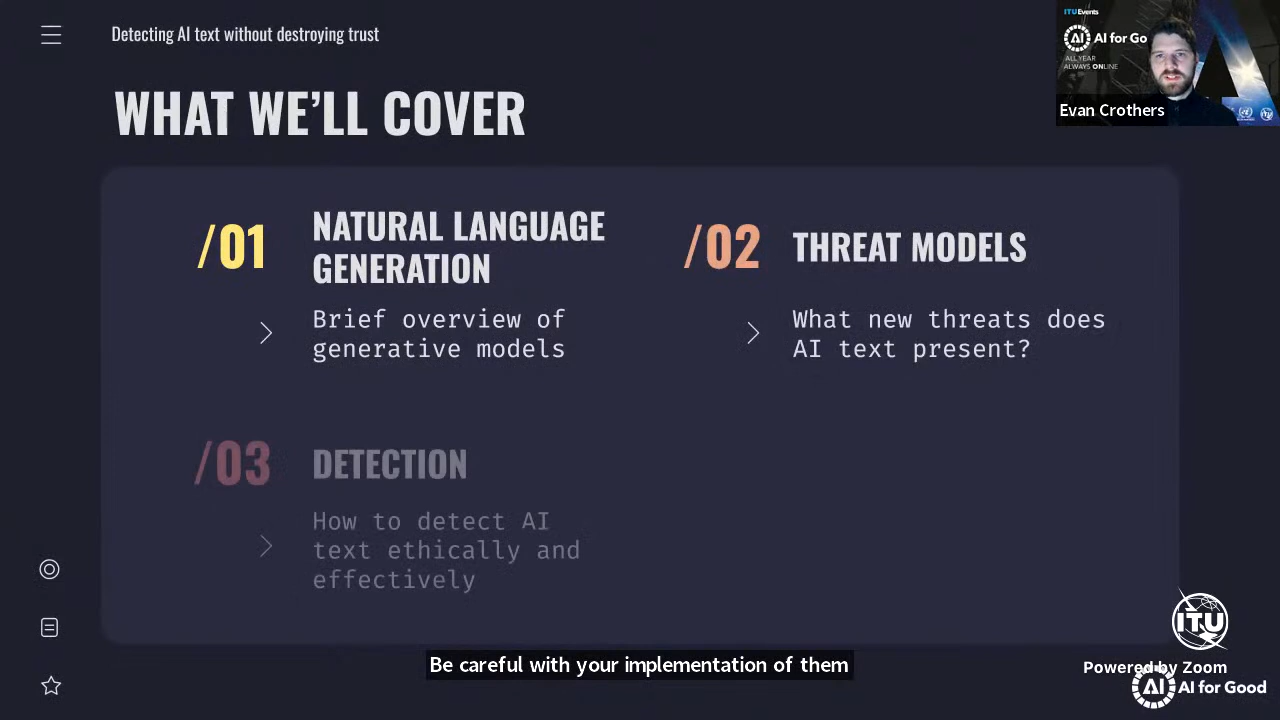 Detecting AI text without destroying trust
WHAT WE'LL COVER
/01
NATURAL LANGUAGE
GENERATION
Brief overview of
generative models
/02
THREAT MODELS
What new threats does
AI text present?
/03
DETECTION
How to detect AI
text ethically and
effectively
Be careful with your implementation of them
ITUEvents
AI
AI for Go
ALL YEAR
ALWAYS ONLINE
Evan Crothers
ITU
Powered by Zoom
AI
AI for Good